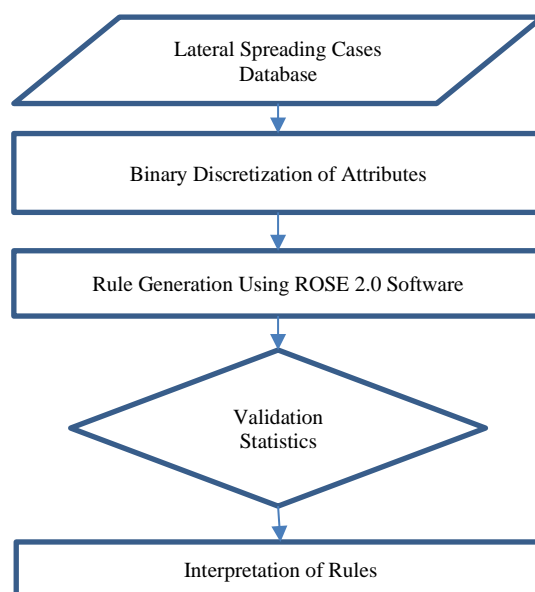 Lateral Spreading Cases
Database
Binary Discretization of Attributes
Rule Generation Using ROSE 2.0 Software
Validation
Statistics
Interpretation of Rules